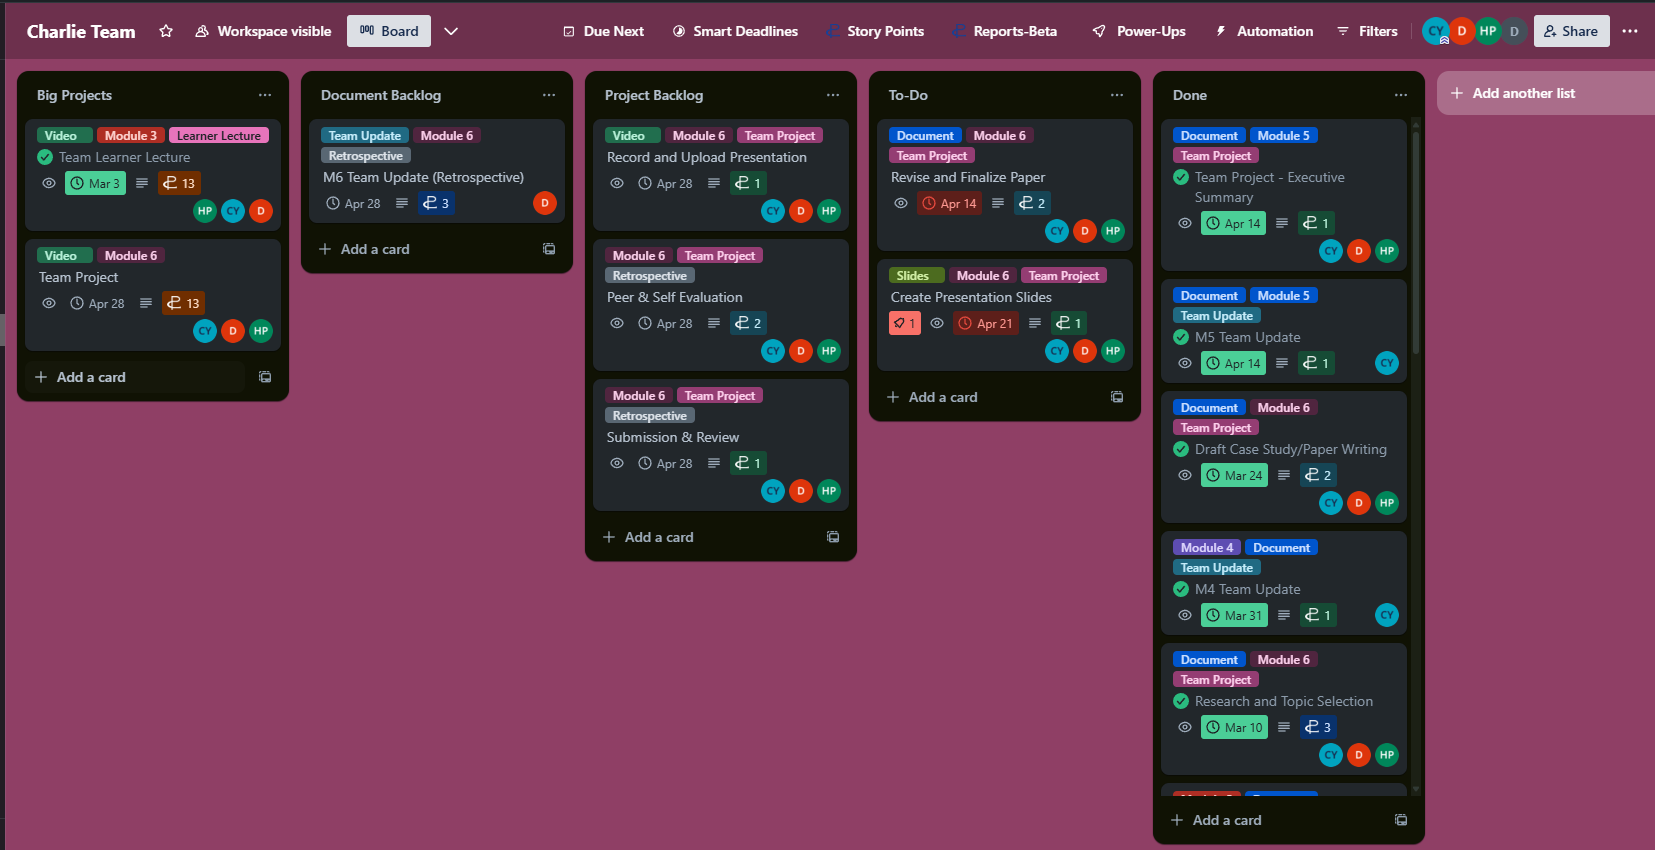 Charlie Team
Workspace visible
Board
Due Next
Smart Deadlines
Story Points
Reports-Beta
Power-Ups
Automation
Filters
CY D HP D
Share
Big Projects
Video Module 3 Learner Lecture
Team Learner Lecture
Mar 3 13
HP CY D
Video Module 6
Team Project
Apr 28 13
CY D HP
+ Add a card
Document Backlog
Team Update Module 6
Retrospective
M6 Team Update (Retrospective)
Apr 28 3 D
+ Add a card
Project Backlog
Video Module 6 Team Project
Record and Upload Presentation
Apr 28 1
CY D HP
Module 6 Team Project
Retrospective
Peer & Self Evaluation
Apr 28 2
CY D HP
Module 6 Team Project
Retrospective
Submission & Review
Apr 28 1
CY D HP
+ Add a card
To-Do
Document Module 6
Team Project
Revise and Finalize Paper
Apr 14 2
CY D HP
Slides Module 6 Team Project
Create Presentation Slides
1 Apr 21 1
CY D HP
+ Add a card
Done
Document Module 5
Team Project
Team Project - Executive
Summary
Apr 14 1
CY D HP
Document Module 5
Team Update
M5 Team Update
Apr 14 1 CY
Document Module 6
Team Project
Draft Case Study/Paper Writing
Mar 24 2
CY D HP
Module 4 Document
Team Update
M4 Team Update
Mar 31 1 CY
Document Module 6
Team Project
Research and Topic Selection
Mar 10 3
CY D HP
+ Add a card
+ Add another list